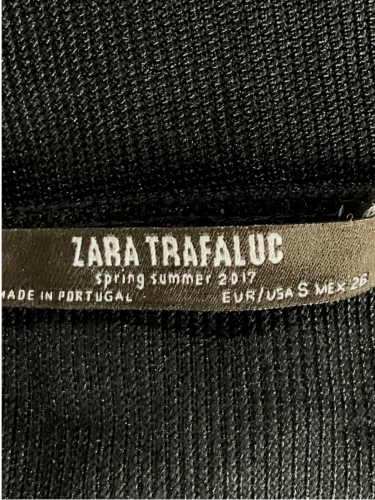 ZARA TRAFALUC
spring summer 2017
MADE IN PORTUGAL EUR/USA S MEX 26